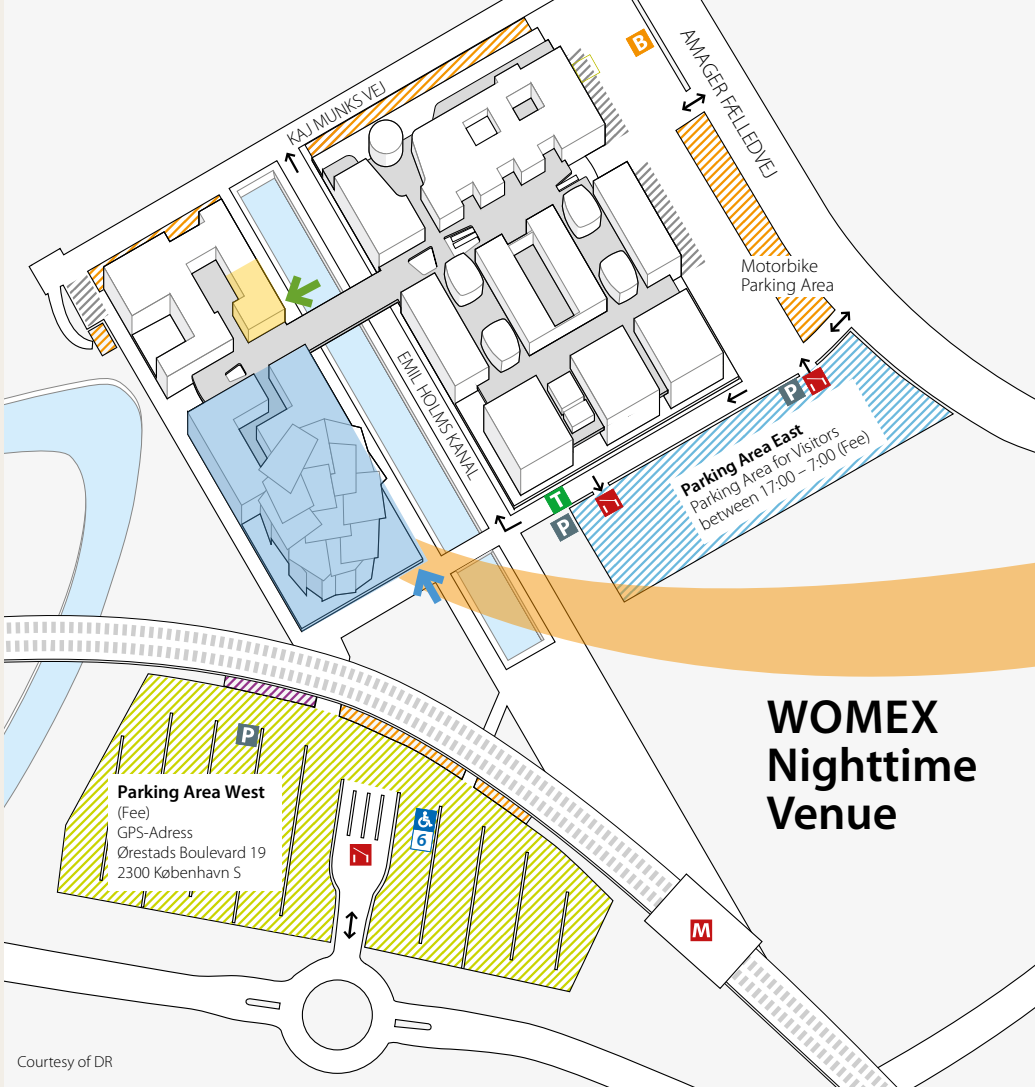 B
AMAGER FÆLLEDVEJ
KAJ MUNKS VEJ
Motorbike
Parking Area
EMIL HOLMS KANAL
P
Parking Area East
Parking Area for Visitors
between 17:00 – 7:00 (Fee)
T
P
WOMEX
Nighttime
Venue
P
Parking Area West
(Fee)
GPS-Adress
Ørestads Boulevard 19
2300 København S
6
M
Courtesy of DR